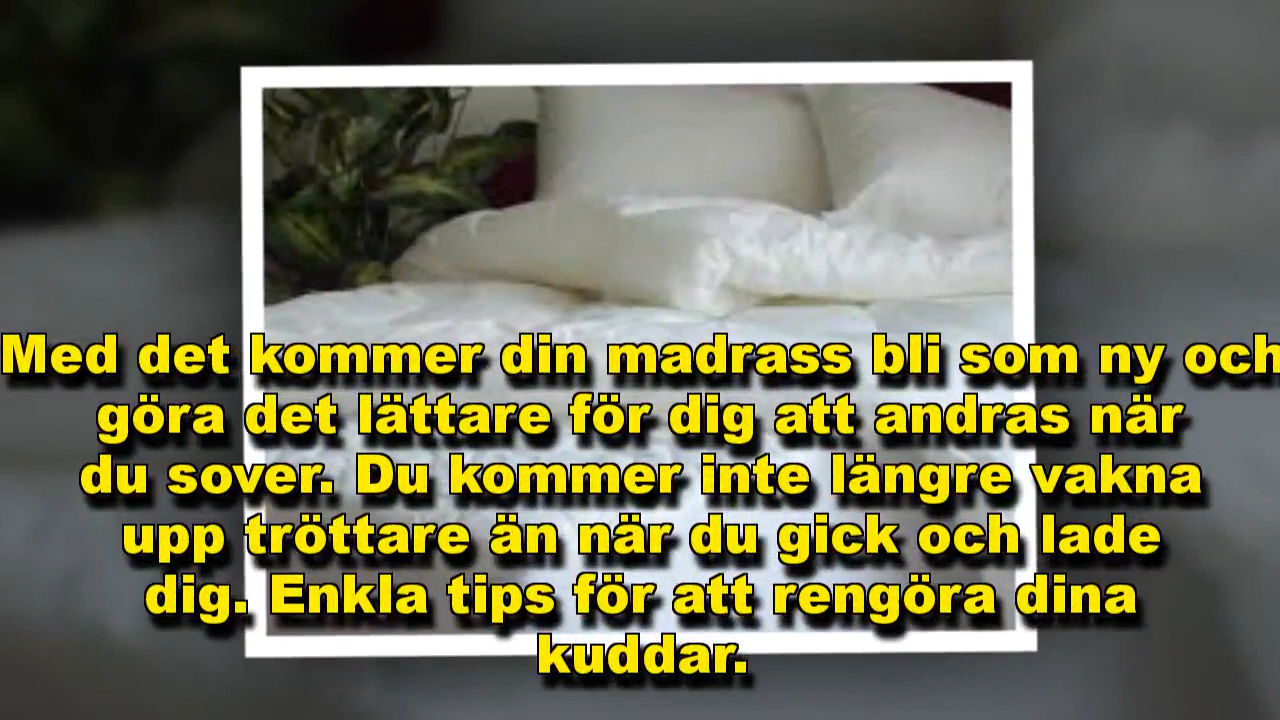 Med det kommer din madrass bli som ny och
göra det lättare för dig att andras när
du sover. Du kommer inte längre vakna
upp tröttare än när du gick och lade
dig. Enkla tips för att rengöra dina
kuddar.